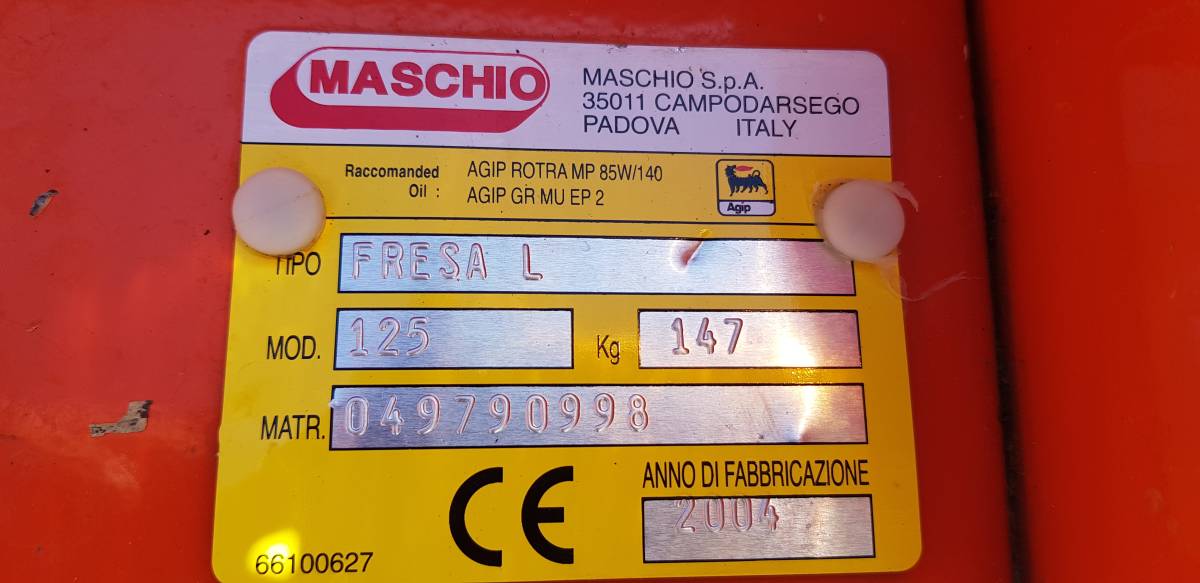 MASCHIO
MASCHIO S.p.A.
35011 CAMPODARSEGO
PADOVA ITALY
Raccomanded Oil :
AGIP ROTRA MP 85W/140
AGIP GR MU EP 2
Agip
TIPO FRESA L
MOD. 125 Kg 147
MATR. 049790998
CE
ANNO DI FABBRICAZIONE
2004
66100627